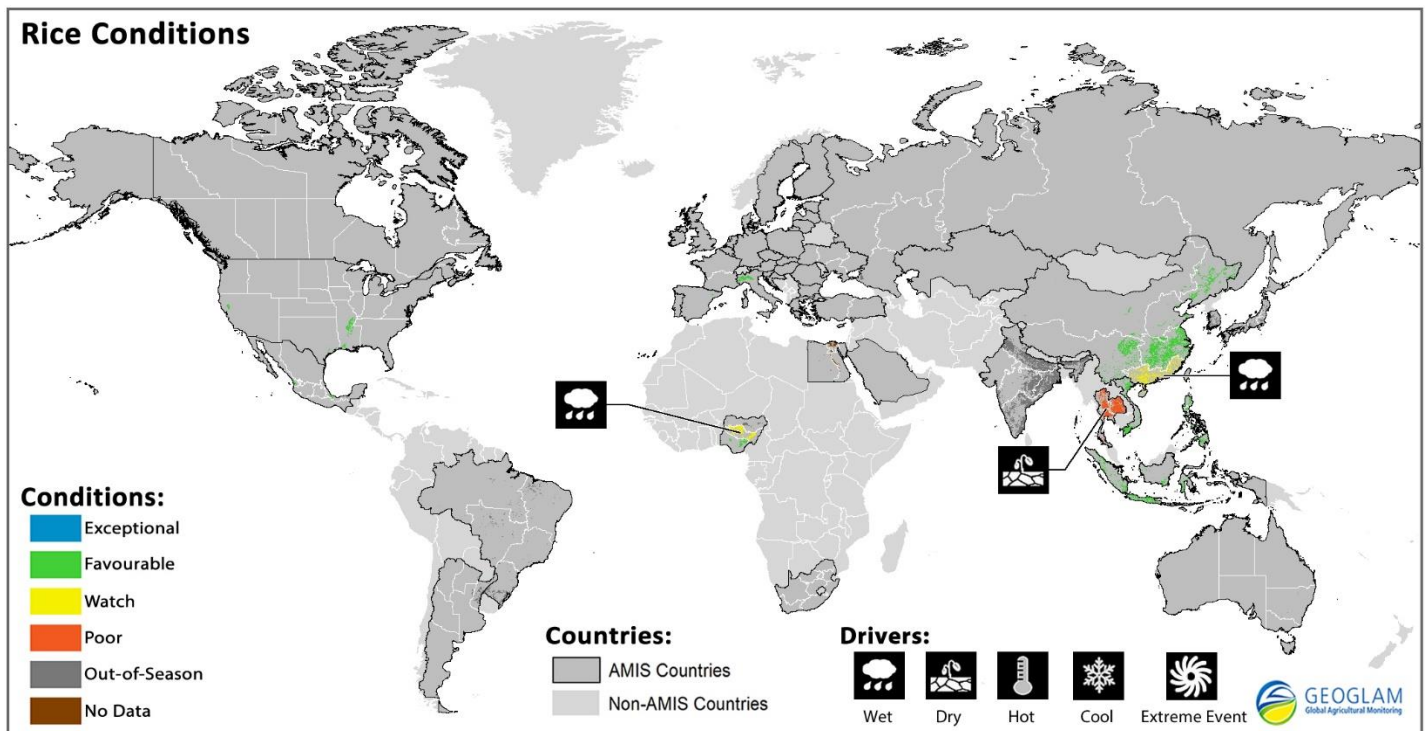 Rice Conditions
Conditions:
Exceptional
Favourable
Watch
Poor
Out-of-Season
No Data
Countries:
AMIS Countries
Non-AMIS Countries
Drivers:
Wet
Dry
Hot
Cool
Extreme Event
GEOGLAM
Global Agricultural Monitoring